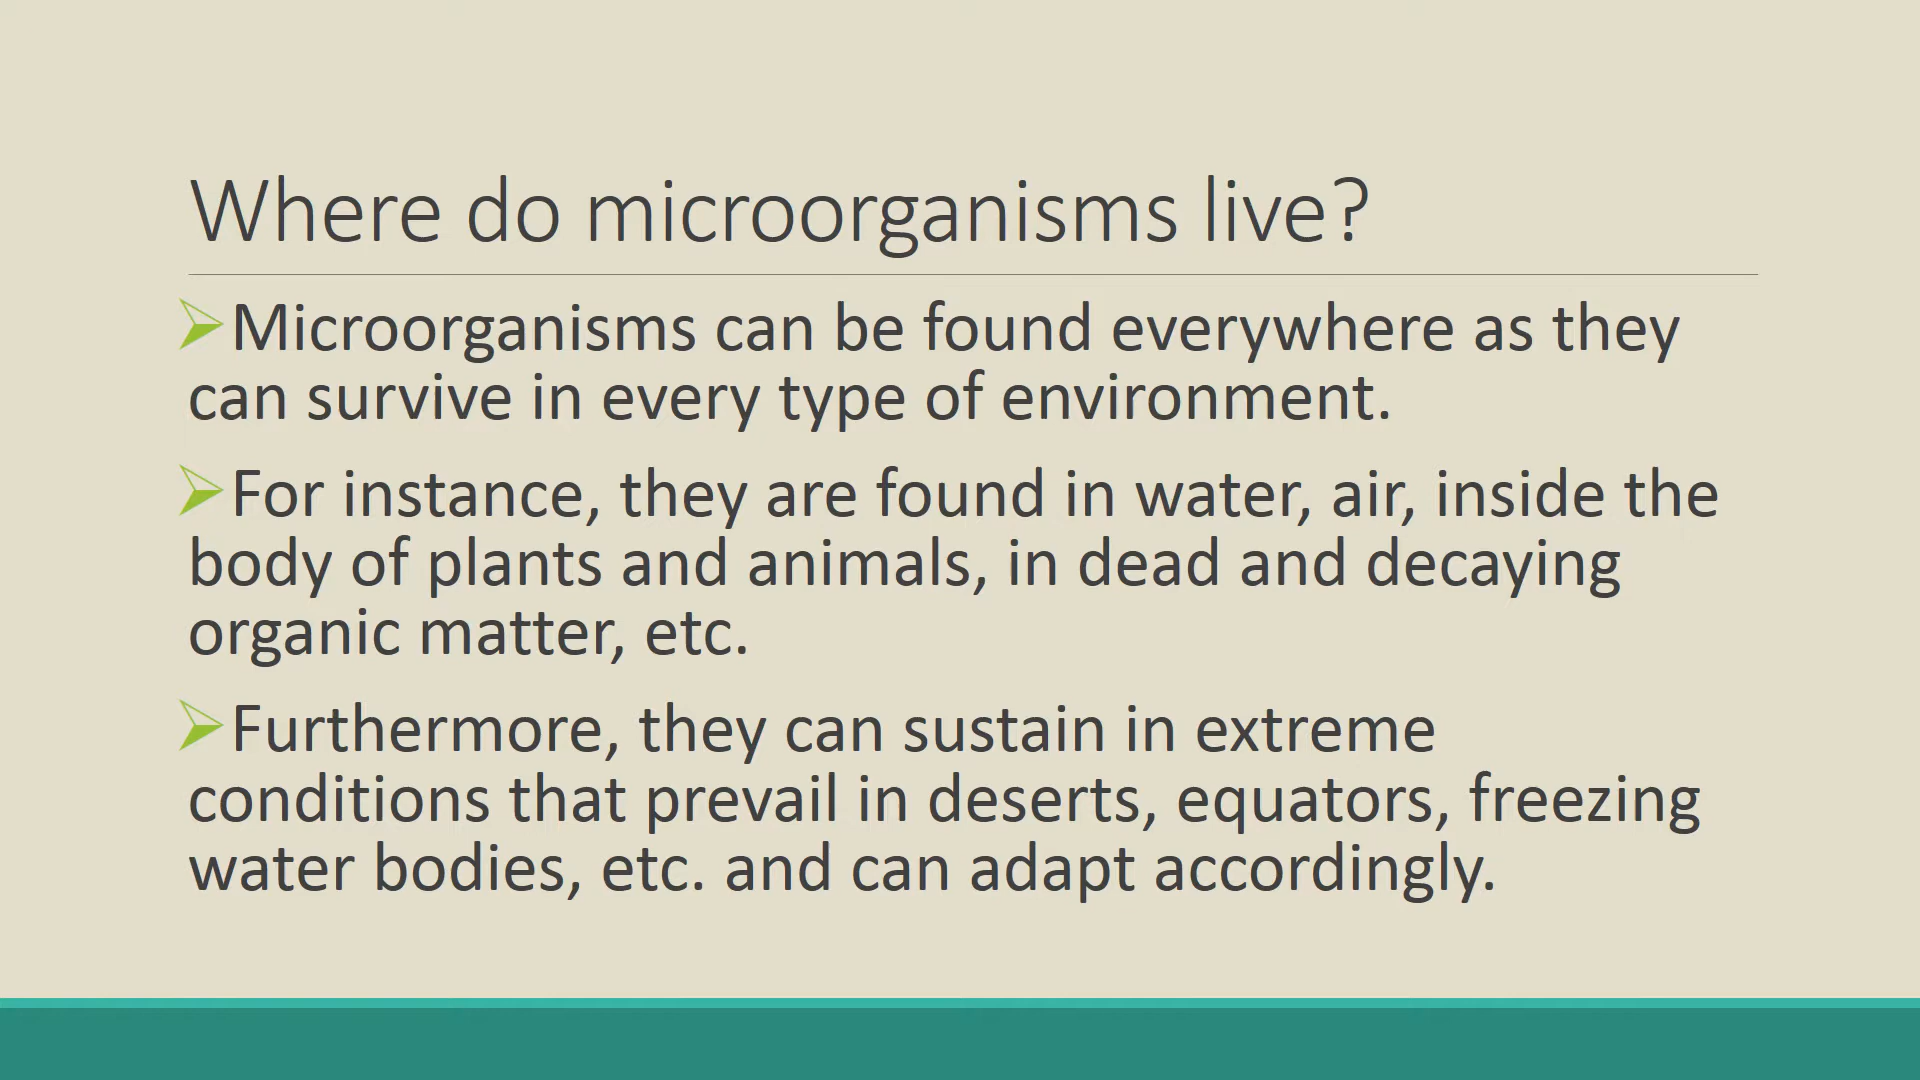 Where do microorganisms live?
Microorganisms can be found everywhere as they
can survive in every type of environment.
For instance, they are found in water, air, inside the
body of plants and animals, in dead and decaying
organic matter, etc.
Furthermore, they can sustain in extreme
conditions that prevail in deserts, equators, freezing
water bodies, etc. and can adapt accordingly.